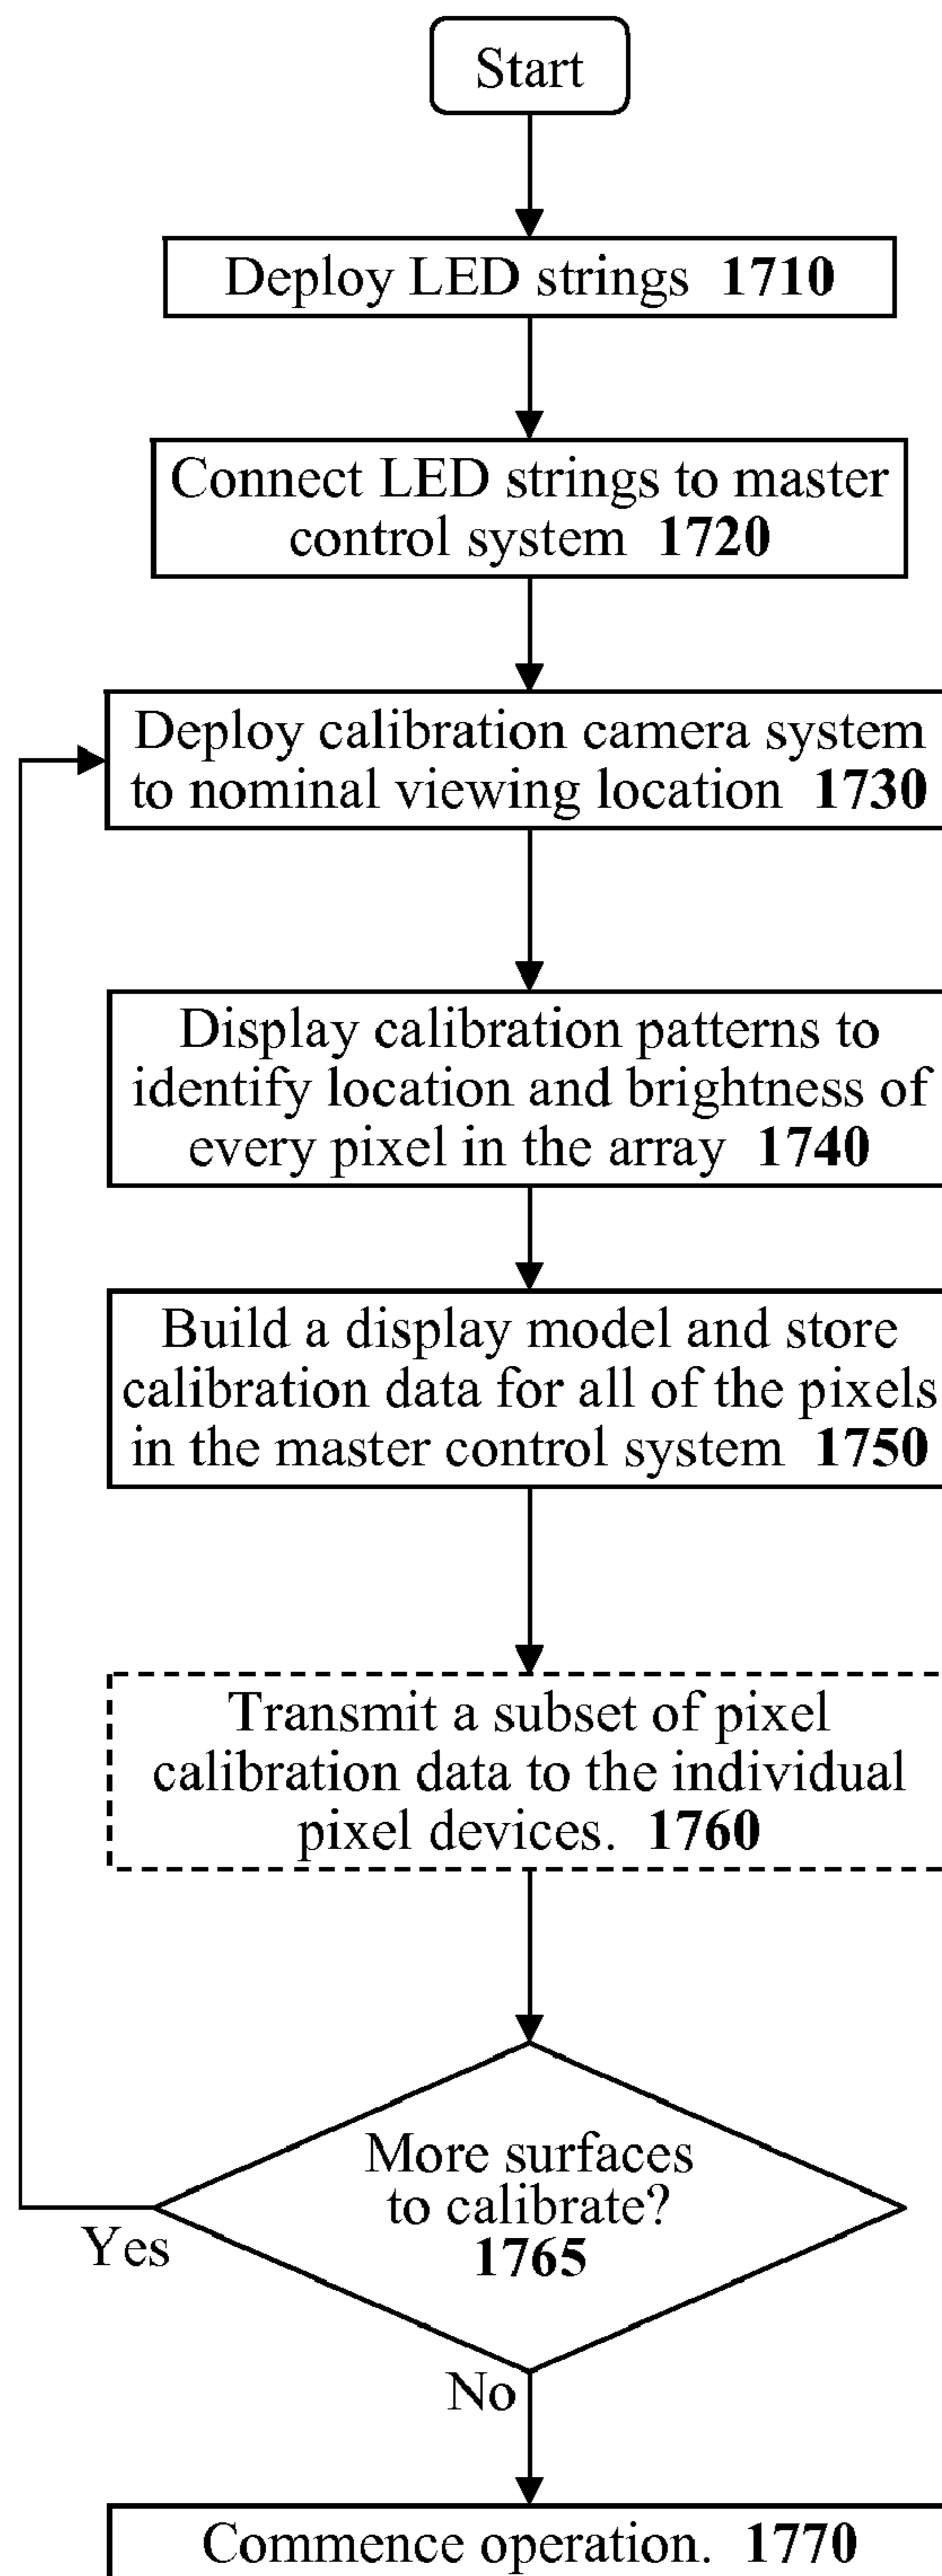 Start
Deploy LED strings 1710
Connect LED strings to master
control system 1720
Deploy calibration camera system
to nominal viewing location 1730
Display calibration patterns to
identify location and brightness of
every pixel in the array 1740
Build a display model and store
calibration data for all of the pixels
in the master control system 1750
Transmit a subset of pixel
calibration data to the individual
pixel devices. 1760
More surfaces
to calibrate?
1765
Yes
No
Commence operation. 1770